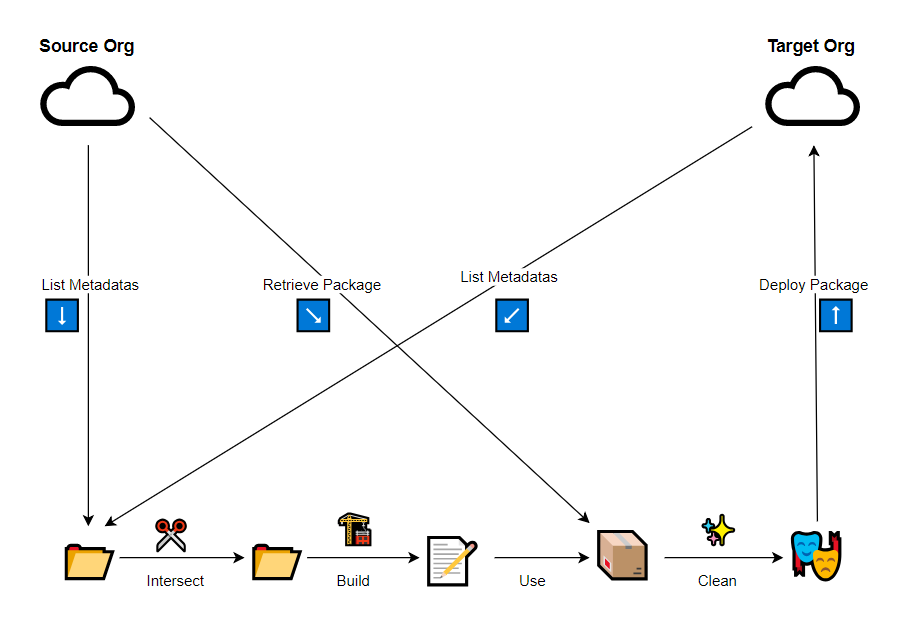 Source Org
Target Org
List Metadatas
Retrieve Package
List Metadatas
Deploy Package
Intersect
Build
Use
Clean